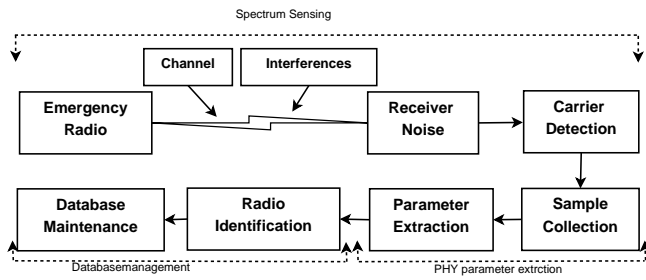 Spectrum Sensing
Channel
Interferences
Emergency
Radio
Receiver
Noise
Carrier
Detection
Database
Maintenance
Radio
Identification
Parameter
Extraction
Sample
Collection
Databasemanagement
PHY parameter extrction